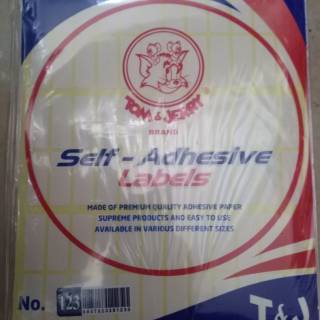 TOM & JERRY
BRAND
Self - Adhesive
Labels
MADE OF PREMIUM QUALITY ADHESIVE PAPER
SUPREME PRODUCTS AND EASY TO USE
AVAILABLE IN VARIOUS DIFFERENT SIZES
No. 123
T&J